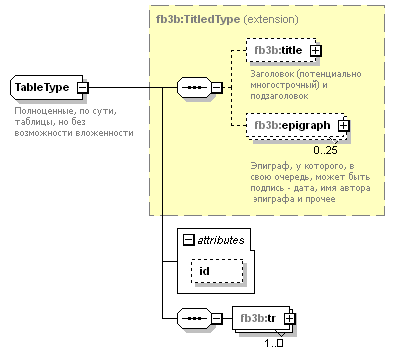 fb3b:TitledType (extension)
fb3b:title
Заголовок (потенциально
многострочный) и
подзаголовок
TableType
Полноценные, по сути,
таблицы, но без
возможности вложенности
fb3b:epigraph
0..25
Эпиграф, у которого, в
свою очередь, может быть
подпись - дата, имя автора
эпиграфа и прочее
attributes
id
fb3b:tr
1..